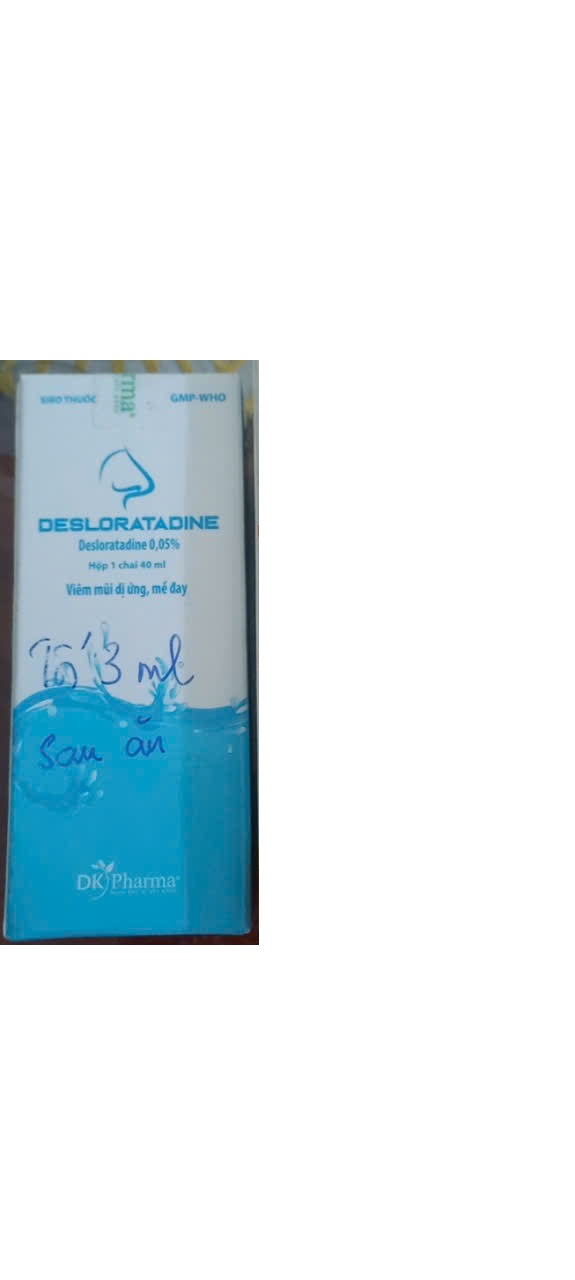 SIRO THUỐC GMP-WHO
rma
DESLORATADINE
Desloratadine 0,05%
Hộp 1 chai 40 ml
Viêm mũi dị ứng, mề đay
Tối 3 ml
Sau ăn
DK Pharma